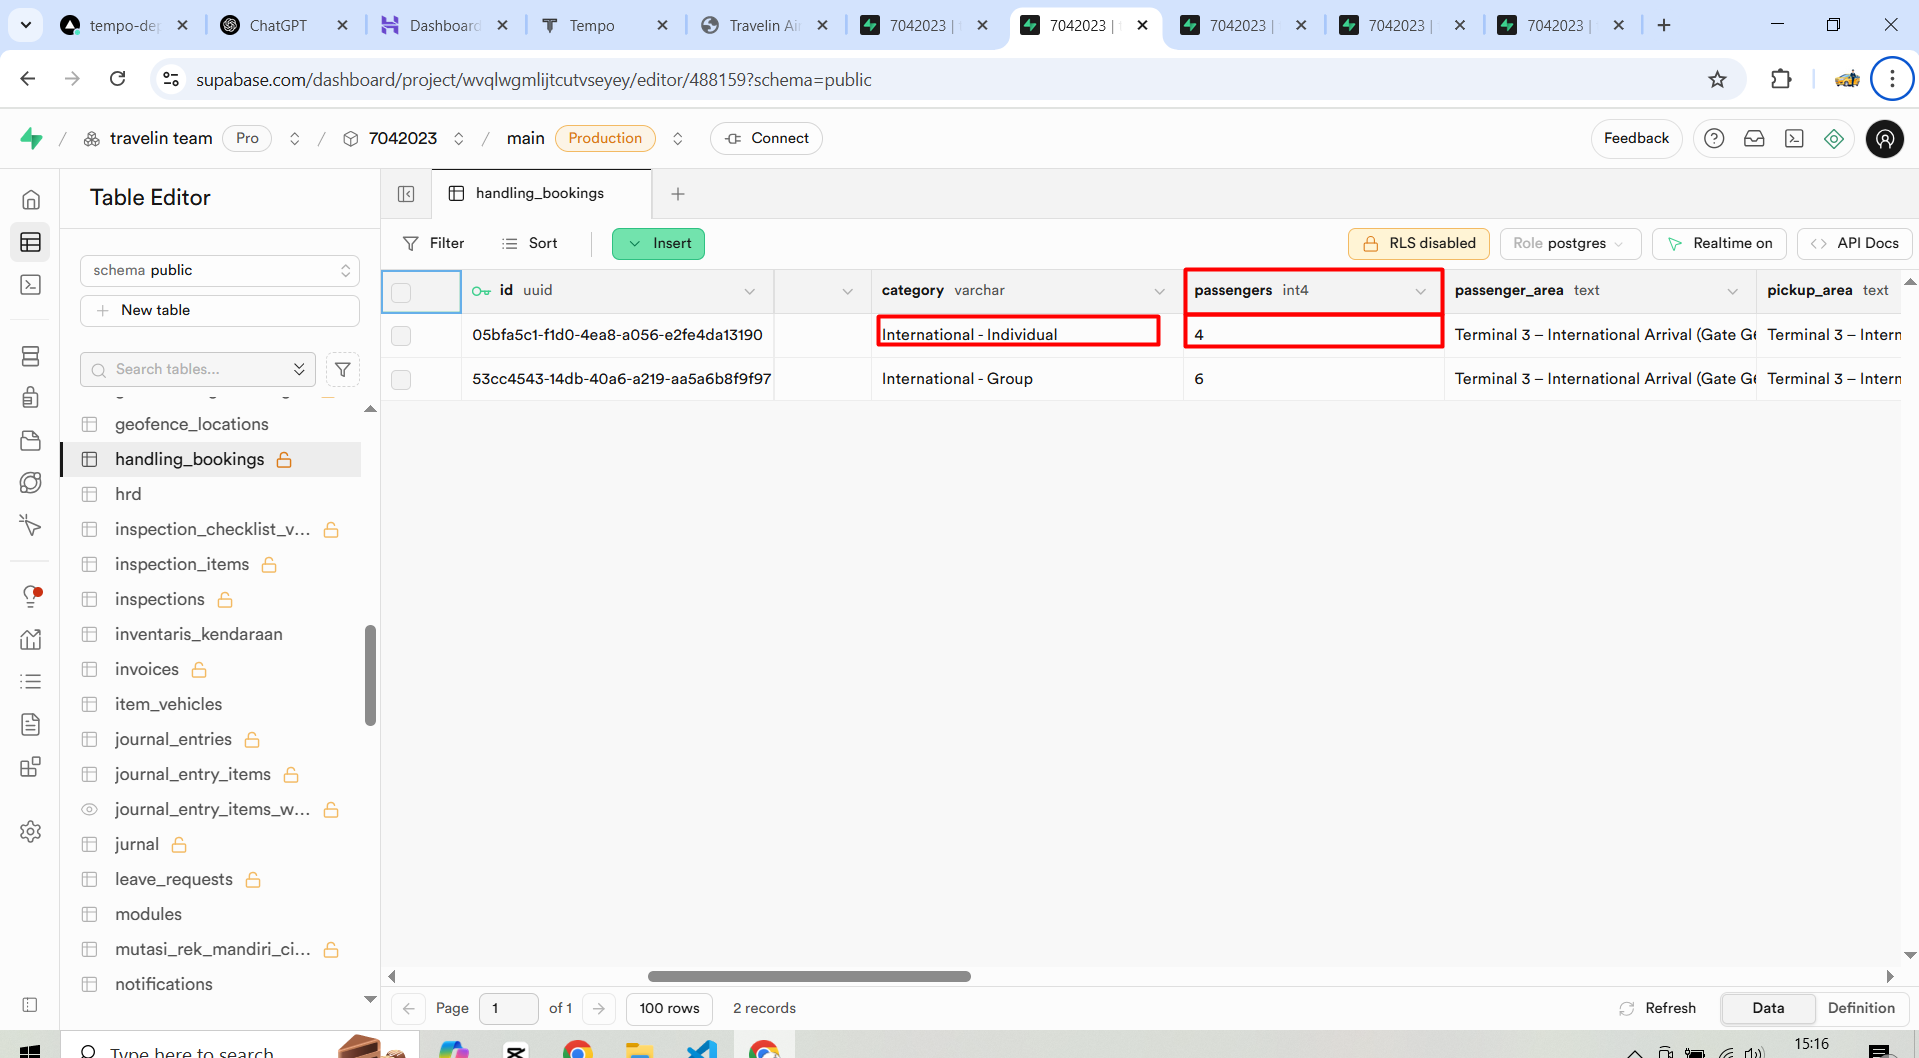 tempo-dep
ChatGPT
Dashboard
Tempo
Travelin Air
7042023 |
7042023 |
7042023 |
7042023 |
7042023 |
supabase.com/dashboard/project/wvqlwgmlijtcutvseyey/editor/488159?schema=public
/ travelin team Pro / 7042023 / main Production Connect
Feedback
Table Editor
handling_bookings
schema public
New table
Search tables...
Filter
Sort
Insert
RLS disabled
Role postgres
Realtime on
API Docs
id uuid
category varchar
passengers int4
passenger_area text
pickup_area text
05bfa5c1-f1d0-4ea8-a056-e2fe4da13190
International - Individual
4
Terminal 3 – International Arrival (Gate G6
Terminal 3 – Intern
53cc4543-14db-40a6-a219-aa5a6b8f9f97
International - Group
6
Terminal 3 – International Arrival (Gate G6
Terminal 3 – Intern
geofence_locations
handling_bookings
hrd
inspection_checklist_v...
inspection_items
inspections
inventaris_kendaraan
invoices
item_vehicles
journal_entries
journal_entry_items
journal_entry_items_w...
jurnal
leave_requests
modules
mutasi_rek_mandiri_ci...
notifications
Page 1 of 1
100 rows
2 records
Refresh
Data
Definition
Type here to search
15:16